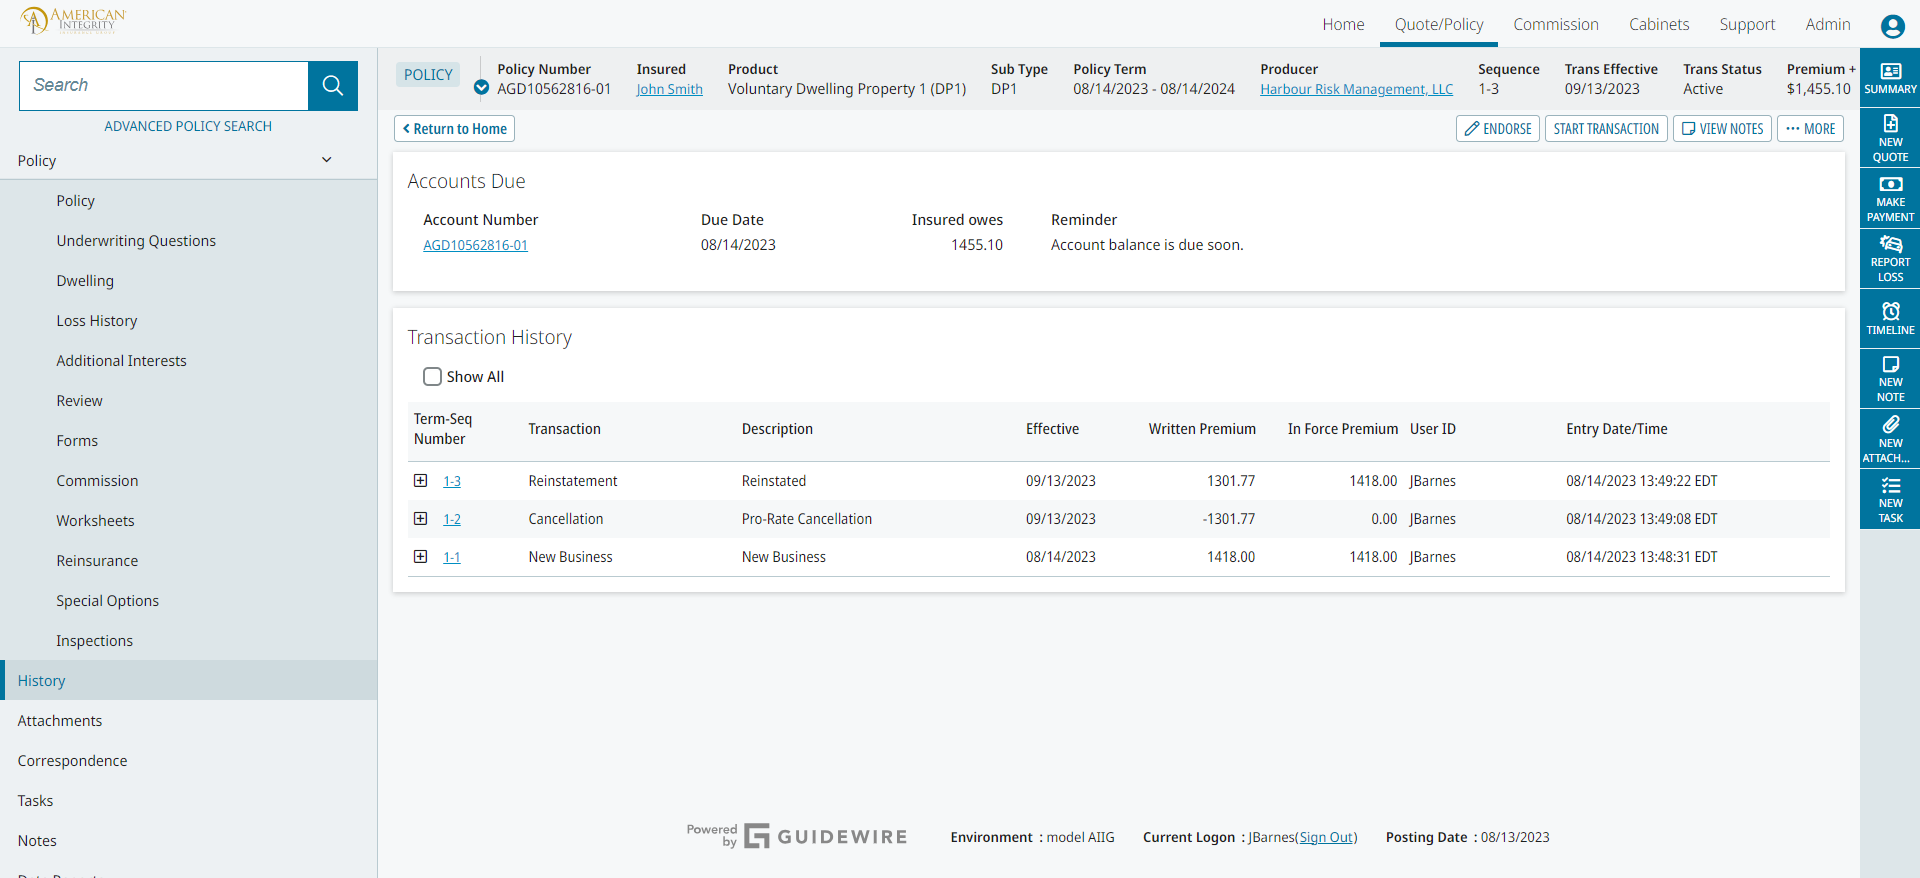 AMERICAN
INTEGRITY
Home
Quote/Policy
Commission
Cabinets
Support
Admin
Search
ADVANCED POLICY SEARCH
Policy
Policy
Underwriting Questions
Dwelling
Loss History
Additional Interests
Review
Forms
Commission
Worksheets
Reinsurance
Special Options
Inspections
History
Attachments
Correspondence
Tasks
Notes
POLICY
Policy Number
AGD10562816-01
Insured
John Smith
Product
Voluntary Dwelling Property 1 (DP1)
Sub Type
DP1
Policy Term
08/14/2023 - 08/14/2024
Producer
Harbour Risk Management, LLC
Sequence
1-3
Trans Effective
09/13/2023
Trans Status
Active
Premium +
$1,455.10
Return to Home
ENDORSE
START TRANSACTION
VIEW NOTES
MORE
Accounts Due
Account Number Due Date Insured owes Reminder
AGD10562816-01 08/14/2023 1455.10 Account balance is due soon.
Transaction History
Show All
Term-Seq
Number
Transaction Description Effective Written Premium In Force Premium User ID Entry Date/Time
1-3 Reinstatement Reinstated 09/13/2023 1301.77 1418.00 JBarnes 08/14/2023 13:49:22 EDT
1-2 Cancellation Pro-Rate Cancellation 09/13/2023 -1301.77 0.00 JBarnes 08/14/2023 13:49:08 EDT
1-1 New Business New Business 08/14/2023 1418.00 1418.00 JBarnes 08/14/2023 13:48:31 EDT
SUMMARY
NEW
QUOTE
MAKE
PAYMENT
REPORT
LOSS
TIMELINE
NEW
NOTE
NEW
ATTACH...
NEW
TASK
Powered
by
GUIDEWIRE
Environment : model AIIG
Current Logon : JBarnes(Sign Out)
Posting Date : 08/13/2023